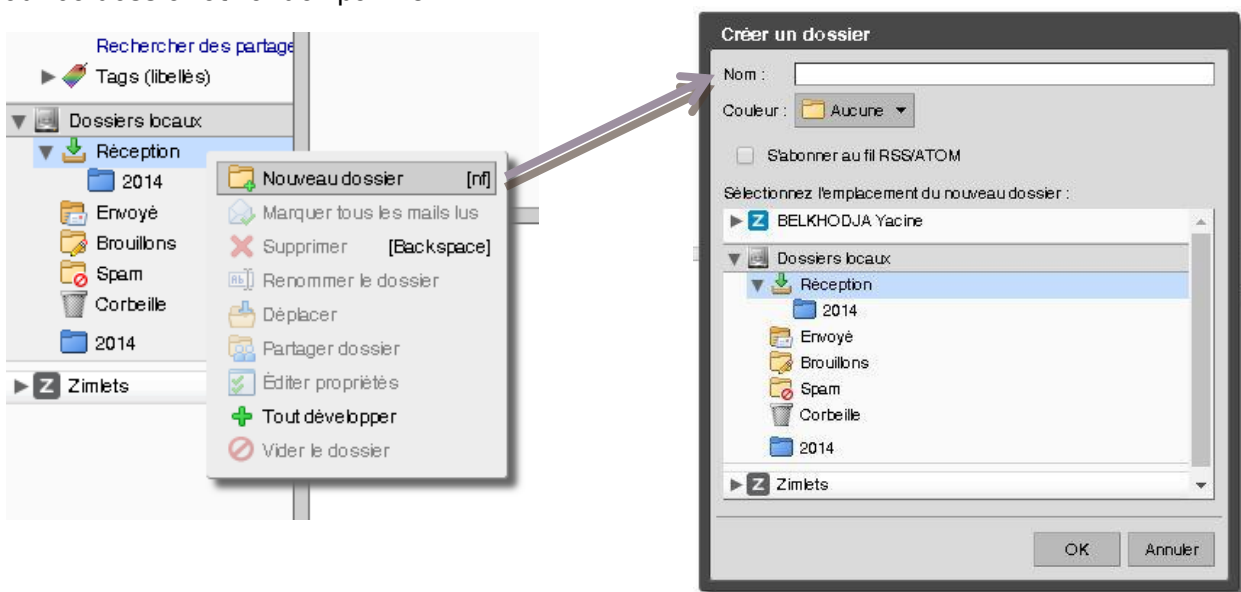 Rechercher des partage
Tags (libellés)
Dossiers locaux
Réception
2014
Envoyé
Brouillons
Spam
Corbeille
2014
Zimlets
Nouveau dossier [nf]
Marquer tous les mails lus
Supprimer [Backspace]
Renommer le dossier
Déplacer
Partager dossier
Éditer propriétés
Tout développer
Vider le dossier
Créer un dossier
Nom :
Couleur : Aucune
S'abonner au fil RSS/ATOM
Sélectionnez l'emplacement du nouveau dossier :
BELKHODJA Yacine
Dossiers locaux
Réception
2014
Envoyé
Brouillons
Spam
Corbeille
2014
Zimlets
OK Annuler